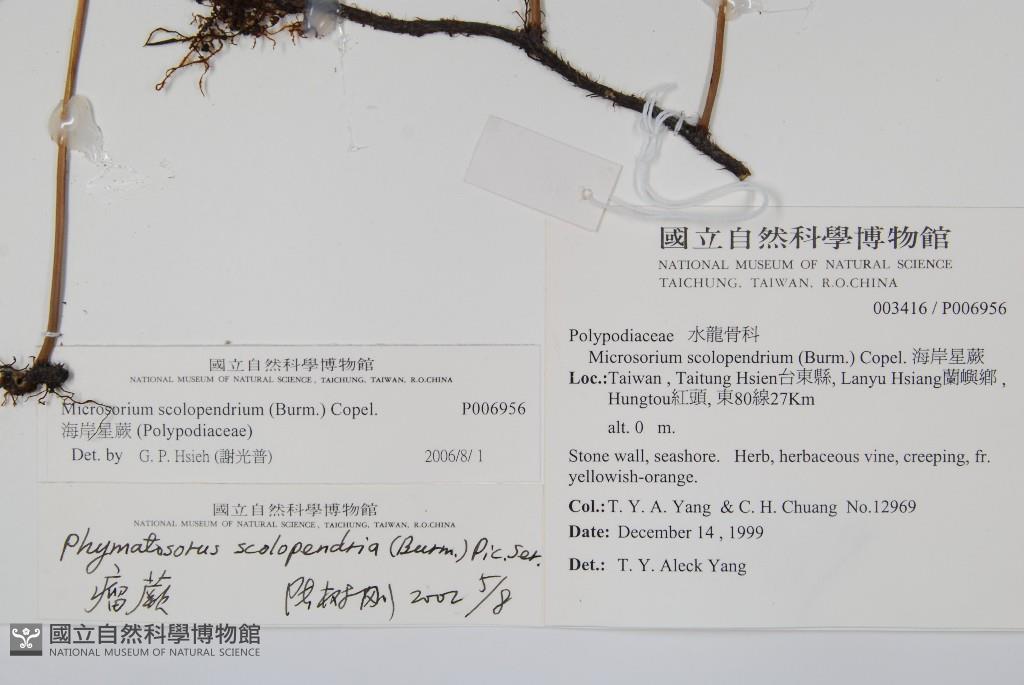 國立自然科學博物館
NATIONAL MUSEUM OF NATURAL SCIENCE
TAICHUNG, TAIWAN, R.O.CHINA
003416 / P006956
Polypodiaceae 水龍骨科
Microsorium scolopendrium (Burm.) Copel. 海岸星蕨
Loc.:Taiwan , Taitung Hsien台東縣, Lanyu Hsiang蘭嶼鄉 ,
Hungtou紅頭, 東80線27Km
alt. 0 m.
Stone wall, seashore. Herb, herbaceous vine, creeping, fr.
yellowish-orange.
Col.:T. Y. A. Yang & C. H. Chuang No.12969
Date: December 14 , 1999
Det.: T. Y. Aleck Yang
國立自然科學博物館
NATIONAL MUSEUM OF NATURAL SCIENCE, TAICHUNG, TAIWAN, R.O.CHINA
Microsorium scolopendrium (Burm.) Copel. P006956
海岸星蕨 (Polypodiaceae)
Det. by G. P. Hsieh (謝光普) 2006/8/ 1
國立自然科學博物館
NATIONAL MUSEUM OF NATURAL SCIENCE, TAICHUNG, TAIWAN, R.O.CHINA
Phymatosorus scolopendria (Burm.) Pic. Ser.
瘤蕨 陈树刚 2002 5/8
國立自然科學博物館
NATIONAL MUSEUM OF NATURAL SCIENCE